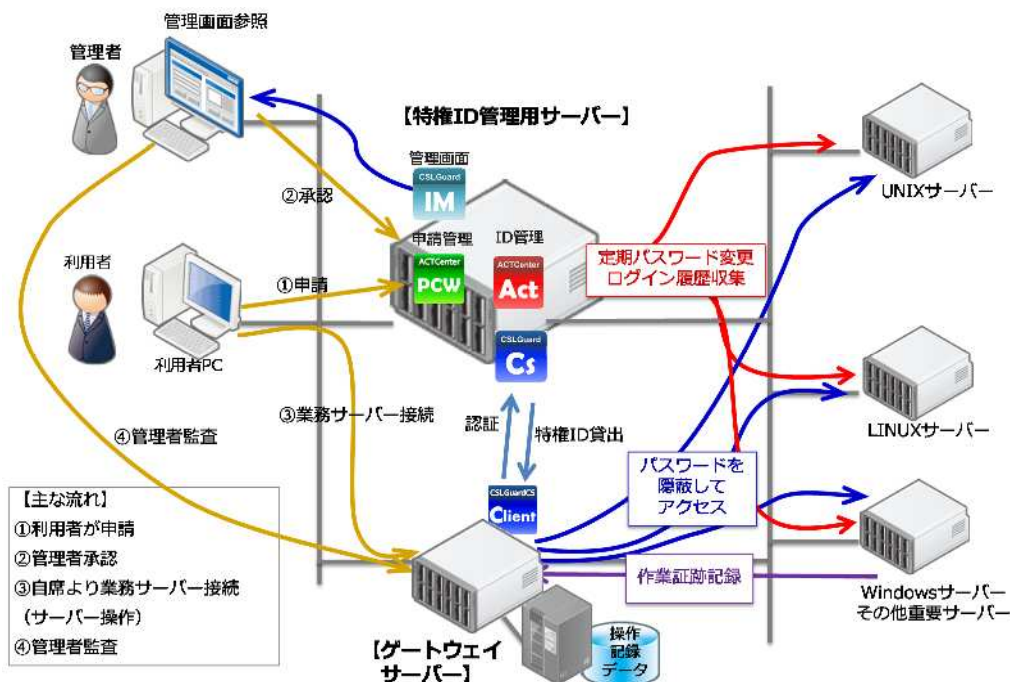 管理画面参照
管理者
【特権ID管理用サーバー】
管理画面
CSLGuard
IM
②承認
申請管理
ID管理
ACTCenter
PCW
ACTCenter
Act
利用者
①申請
利用者PC
CSLGuard
Cs
UNIXサーバー
定期パスワード変更
ログイン履歴収集
③業務サーバー接続
認証
特権ID貸出
④管理者監査
LINUXサーバー
パスワードを
隠蔽して
アクセス
CSLGuardCS
Client
【主な流れ】
①利用者が申請
②管理者承認
③自席より業務サーバー接続
（サーバー操作）
④管理者監査
作業証跡記録
Windowsサーバー
その他重要サーバー
【ゲートウェイ
サーバー】
操作
記録
データ